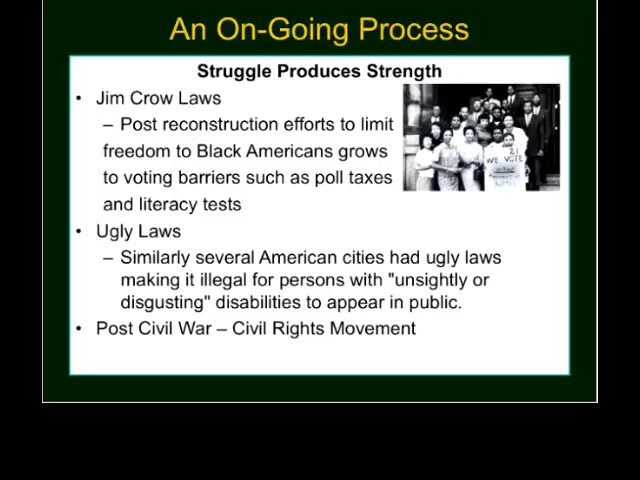 An On-Going Process
Struggle Produces Strength
• Jim Crow Laws
– Post reconstruction efforts to limit
freedom to Black Americans grows
to voting barriers such as poll taxes
and literacy tests
• Ugly Laws
– Similarly several American cities had ugly laws
making it illegal for persons with "unsightly or
disgusting" disabilities to appear in public.
• Post Civil War – Civil Rights Movement
WE VOTE